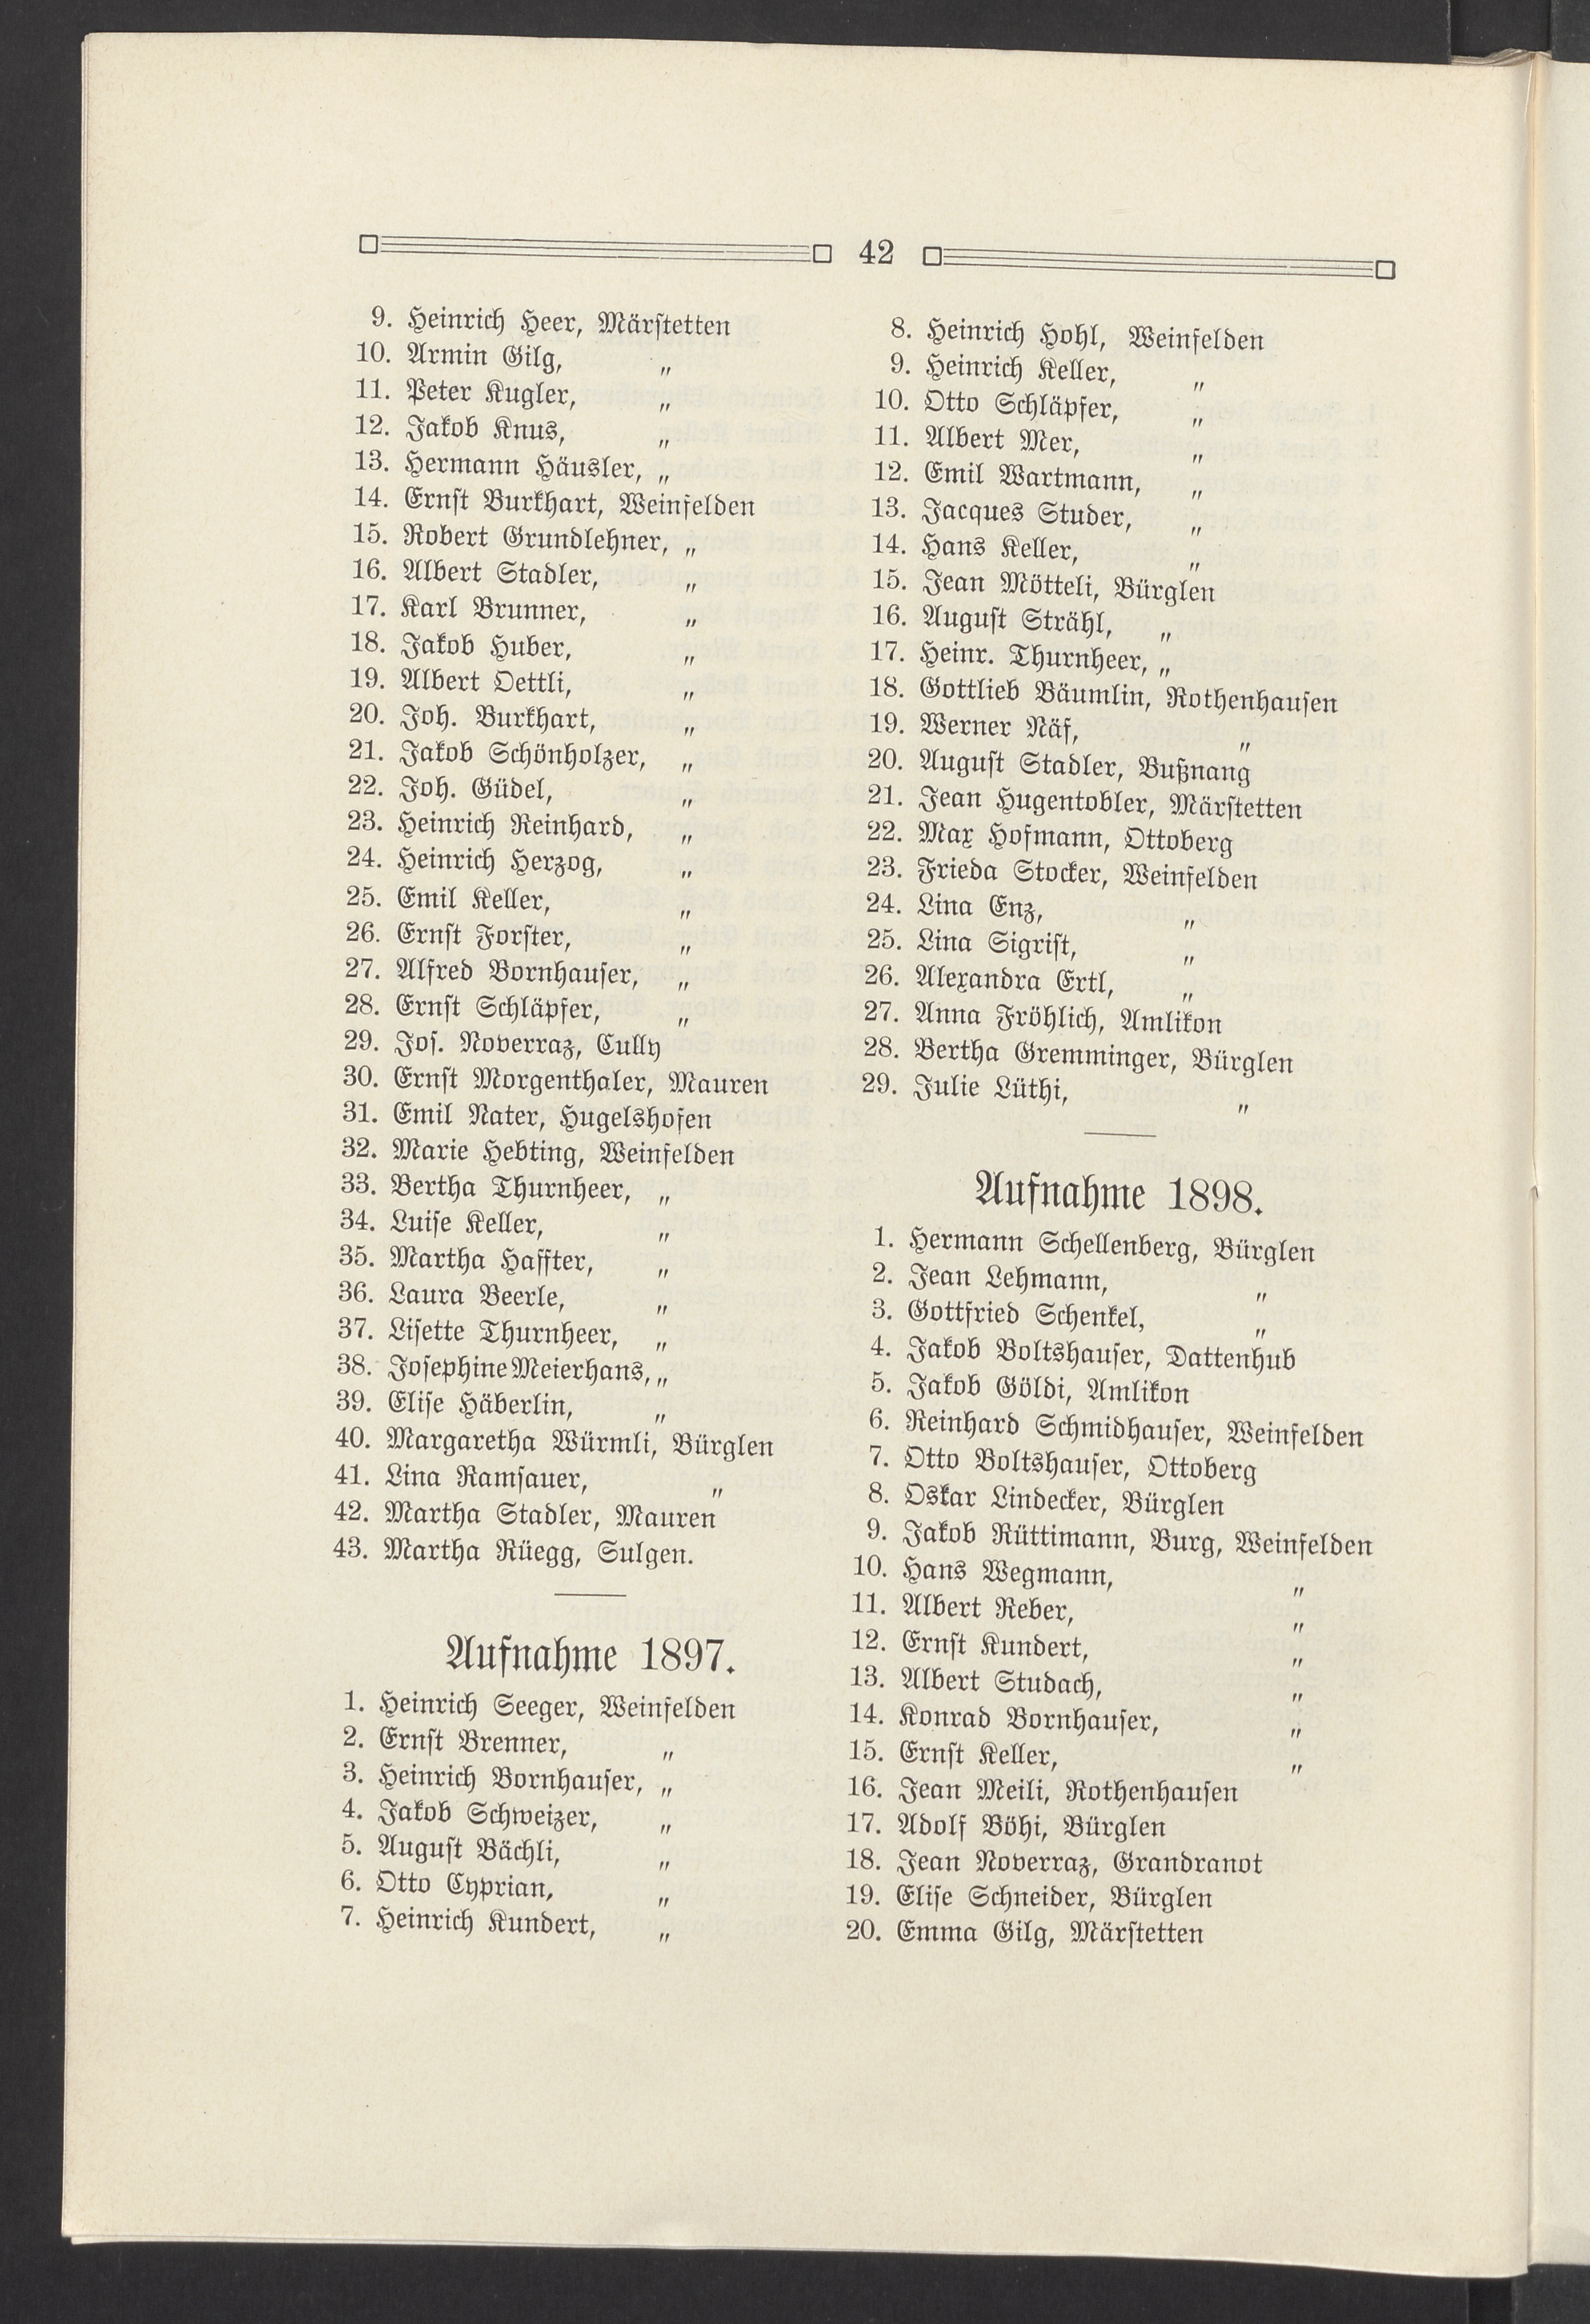 42
9. Heinrich Heer, Märstetten
10. Armin Gilg, „
11. Peter Kugler, „
12. Jakob Knus, „
13. Hermann Häusler, „
14. Ernst Burkhart, Weinfelden
15. Robert Grundlehner, „
16. Albert Stadler, „
17. Karl Brunner, „
18. Jakob Huber, „
19. Albert Oettli, „
20. Joh. Burkhart, „
21. Jakob Schönholzer, „
22. Joh. Güdel, „
23. Heinrich Reinhard, „
24. Heinrich Herzog, „
25. Emil Keller, „
26. Ernst Forster, „
27. Alfred Bornhauser, „
28. Ernst Schläpfer, „
29. Jos. Noverraz, Cully
30. Ernst Morgenthaler, Mauren
31. Emil Nater, Hugelshofen
32. Marie Hebting, Weinfelden
33. Bertha Thurnheer, „
34. Luise Keller, „
35. Martha Haffter, „
36. Laura Beerle, „
37. Lisette Thurnheer, „
38. Josephine Meierhans, „
39. Elise Häberlin, „
40. Margaretha Würmli, Bürglen
41. Lina Ramsauer, „
42. Martha Stadler, Mauren
43. Martha Rüegg, Sulgen.
Aufnahme 1897.
1. Heinrich Seeger, Weinfelden
2. Ernst Brenner, „
3. Heinrich Bornhauser, „
4. Jakob Schweizer, „
5. August Bächli, „
6. Otto Cyprian, „
7. Heinrich Kundert, „
8. Heinrich Hohl, Weinfelden
9. Heinrich Keller, „
10. Otto Schläpfer, „
11. Albert Mer, „
12. Emil Wartmann, „
13. Jacques Studer, „
14. Hans Keller, „
15. Jean Mötteli, Bürglen
16. August Strähl, „
17. Heinr. Thurnheer, „
18. Gottlieb Bäumlin, Rothenhausen
19. Werner Näf, „
20. August Stadler, Bußnang
21. Jean Hugentobler, Märstetten
22. Max Hofmann, Ottoberg
23. Frieda Stocker, Weinfelden
24. Lina Enz, „
25. Lina Sigrist, „
26. Alexandra Ertl, „
27. Anna Fröhlich, Amlikon
28. Bertha Gremminger, Bürglen
29. Julie Lüthi, „
Aufnahme 1898.
1. Hermann Schellenberg, Bürglen
2. Jean Lehmann, „
3. Gottfried Schenkel, „
4. Jakob Boltshauser, Dattenhub
5. Jakob Göldi, Amlikon
6. Reinhard Schmidhauser, Weinfelden
7. Otto Boltshauser, Ottoberg
8. Oskar Lindecker, Bürglen
9. Jakob Rüttimann, Burg, Weinfelden
10. Hans Wegmann, „
11. Albert Reber, „
12. Ernst Kundert, „
13. Albert Studach, „
14. Konrad Bornhauser, „
15. Ernst Keller, „
16. Jean Meili, Rothenhausen
17. Adolf Böhi, Bürglen
18. Jean Noverraz, Grandranot
19. Elise Schneider, Bürglen
20. Emma Gilg, Märstetten